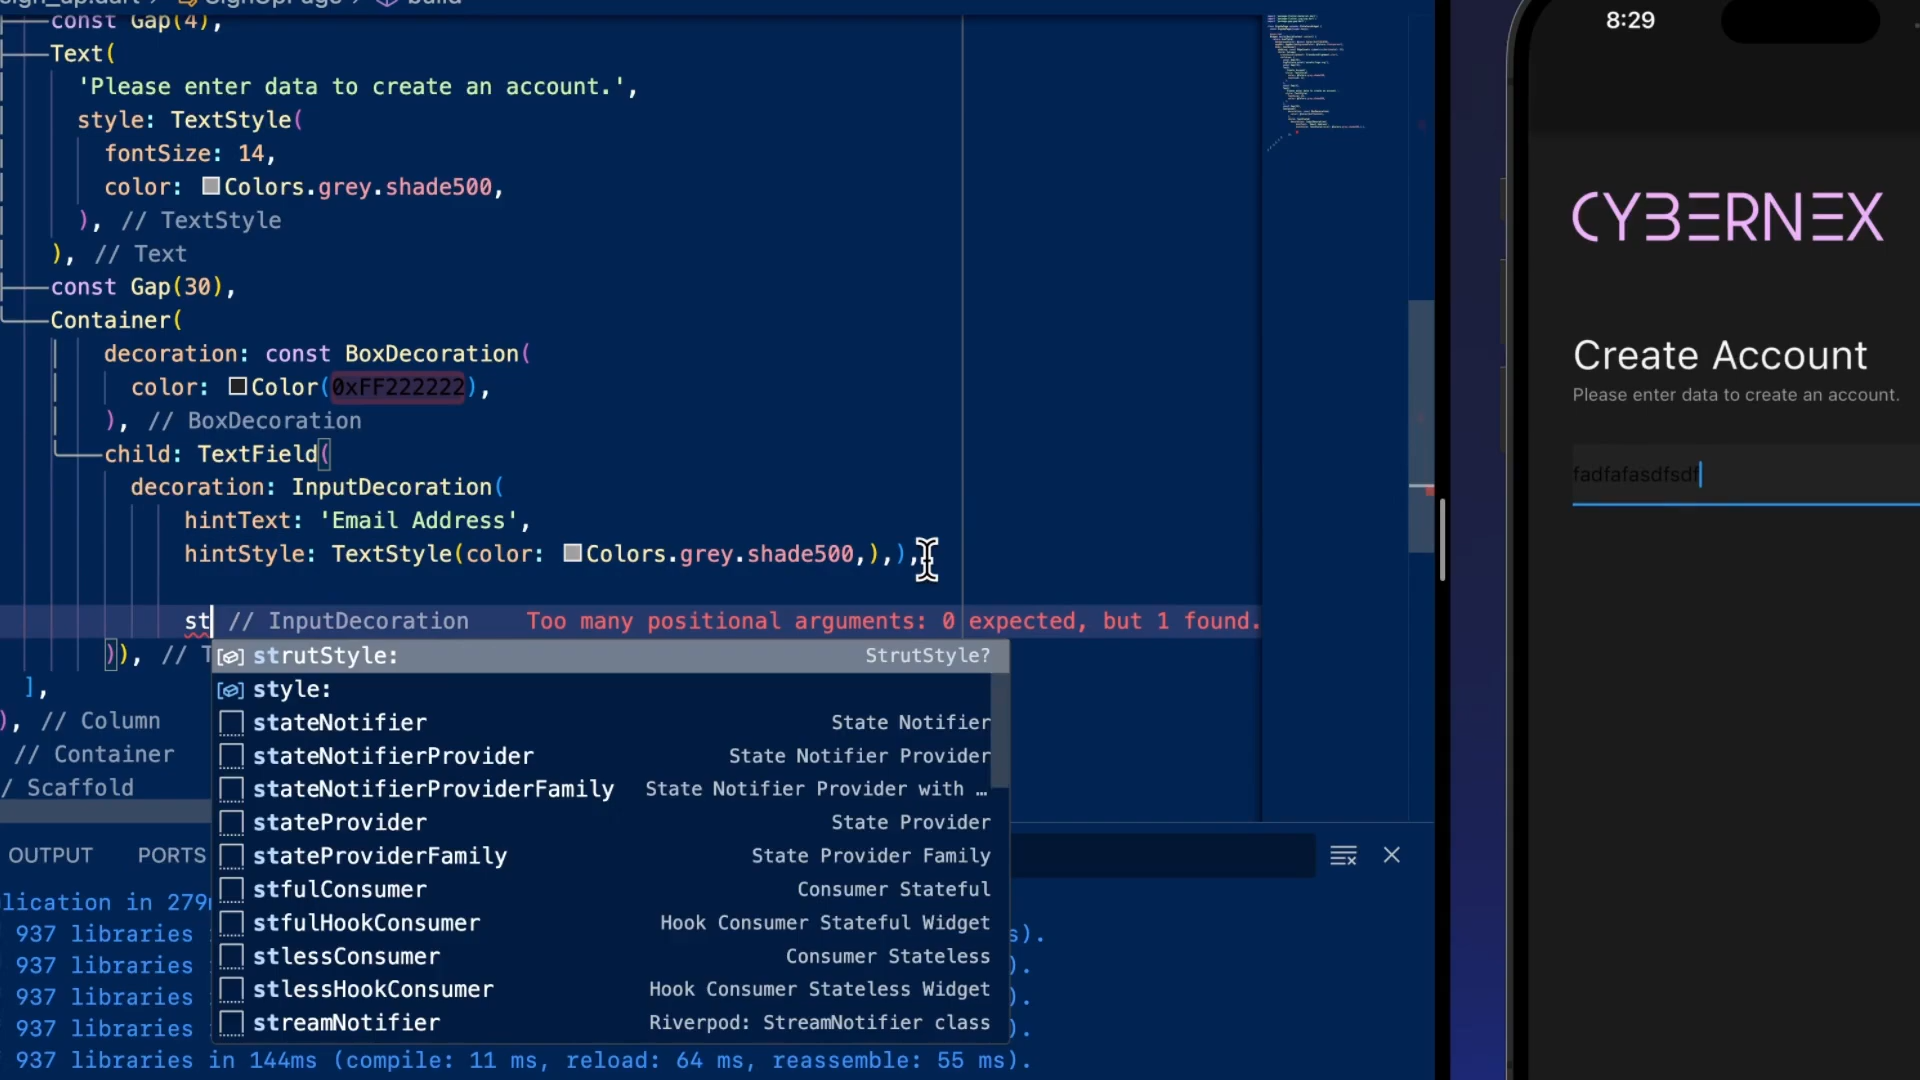 sign_up.dart > SignUpPage > build
const Gap(4),
Text(
'Please enter data to create an account.',
style: TextStyle(
fontSize: 14,
color: Colors.grey.shade500,
), // TextStyle
), // Text
const Gap(30),
Container(
decoration: const BoxDecoration(
color: Color(0xFF222222),
), // BoxDecoration
child: TextField(
decoration: InputDecoration(
hintText: 'Email Address',
hintStyle: TextStyle(color: Colors.grey.shade500,),),
st // InputDecoration Too many positional arguments: 0 expected, but 1 found.
)), // T
],
), // Column
// Container
/ Scaffold
strutStyle: StrutStyle?
style:
stateNotifier State Notifier
stateNotifierProvider State Notifier Provider
stateNotifierProviderFamily State Notifier Provider with …
stateProvider State Provider
stateProviderFamily State Provider Family
stfulConsumer Consumer Stateful
stfulHookConsumer Hook Consumer Stateful Widget
stlessConsumer Consumer Stateless
stlessHookConsumer Hook Consumer Stateless Widget
streamNotifier Riverpod: StreamNotifier class
OUTPUT PORTS
lication in 279
937 libraries s).
937 libraries ).
937 libraries ).
937 libraries ).
937 libraries in 144ms (compile: 11 ms, reload: 64 ms, reassemble: 55 ms).
8:29
CYBERNEX
Create Account
Please enter data to create an account.
fadfafasdfsdf